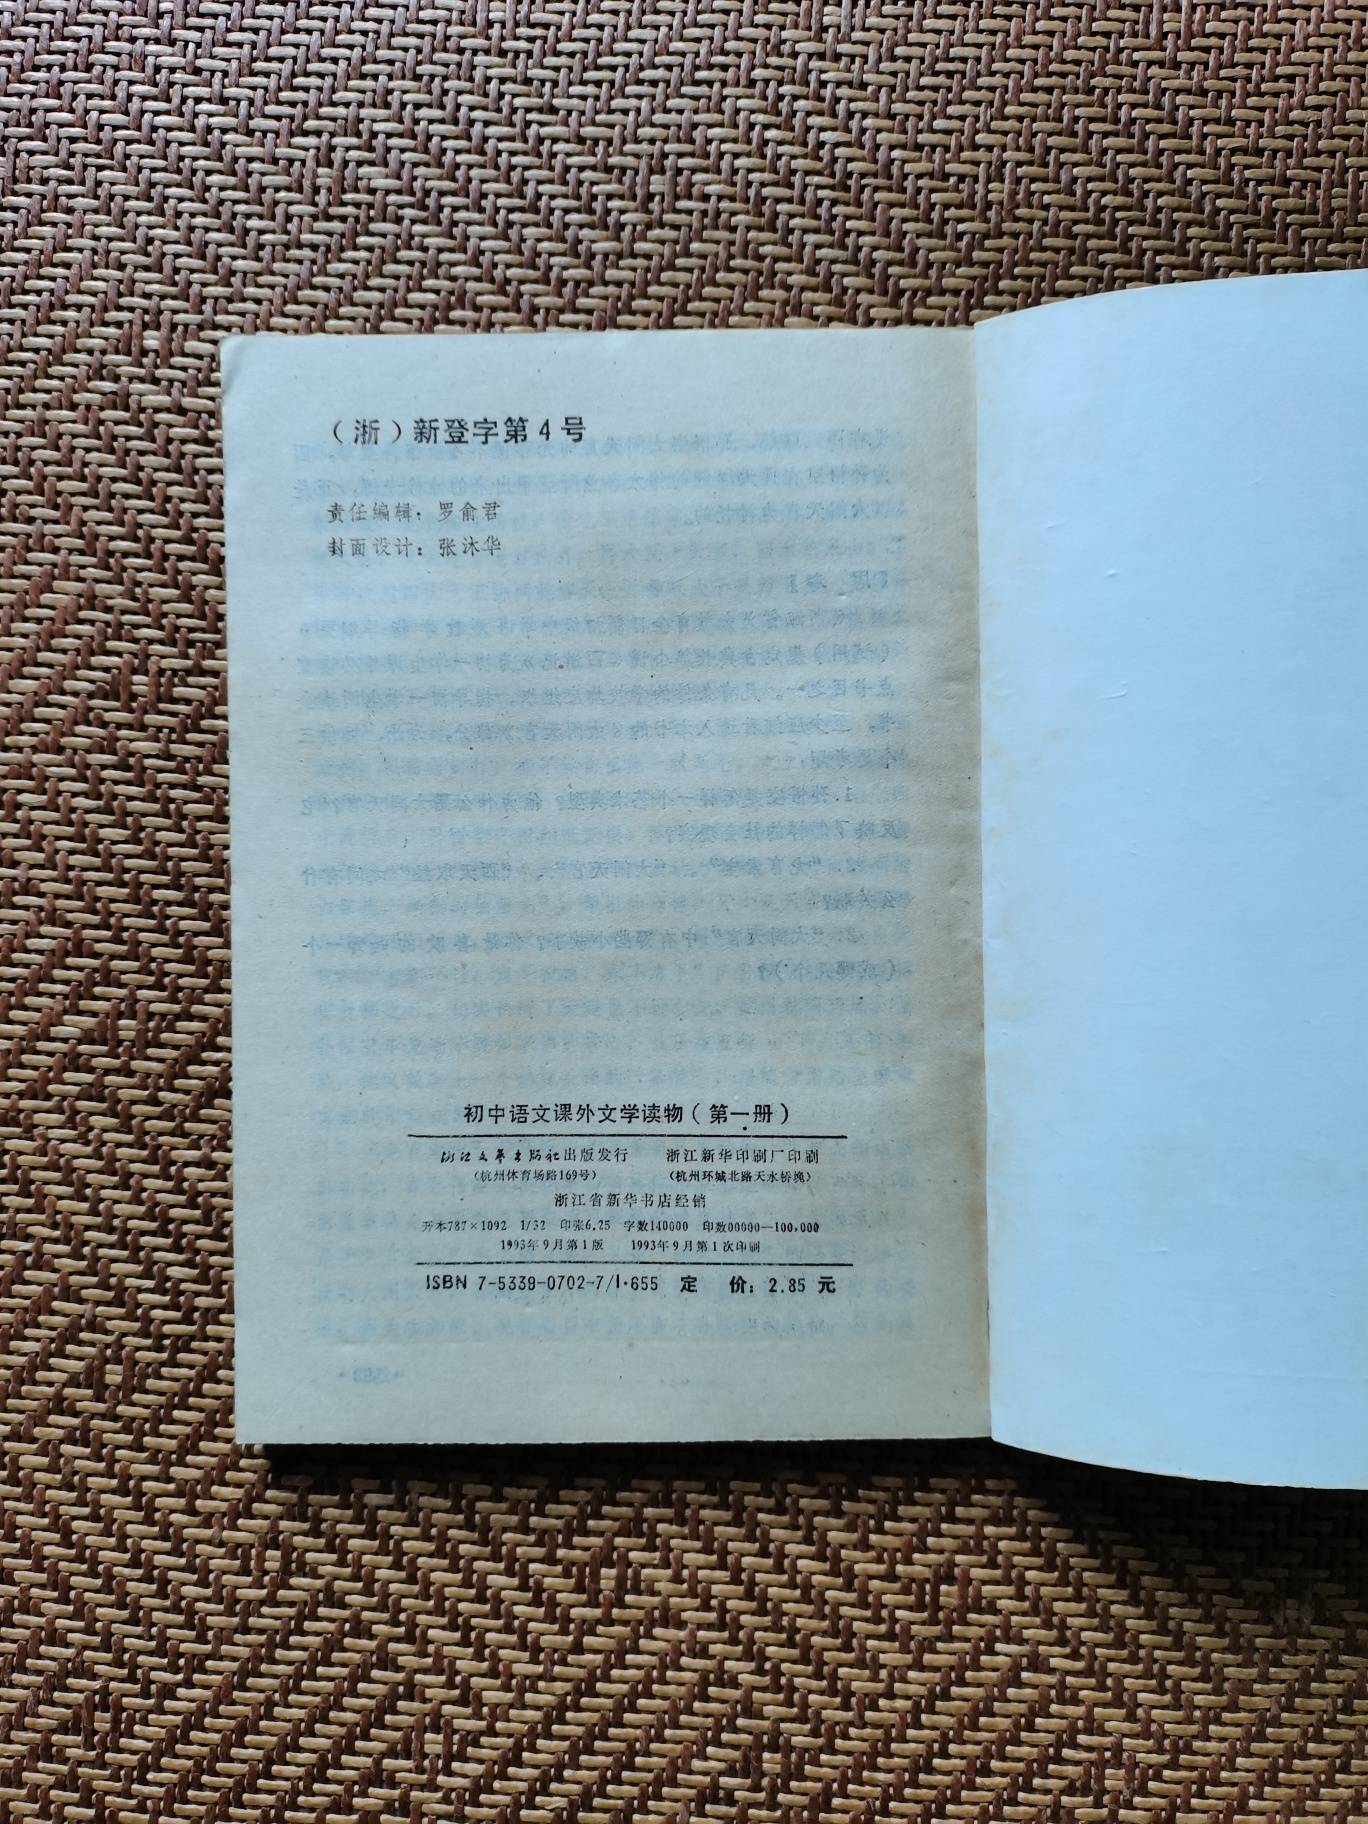 （浙）新登字第4号
责任编辑：罗俞君
封面设计：张沐华
初中语文课外文学读物（第一册）
浙江文艺出版社出版发行 浙江新华印刷厂印刷
（杭州体育场路169号） （杭州环城北路天水桥堍）
浙江省新华书店经销
开本787×1092 1/32 印张6.25 字数140000 印数00000—100,000
1993年9月第1版 1993年9月第1次印刷
ISBN 7-5339-0702-7/I·655 定 价：2.85 元